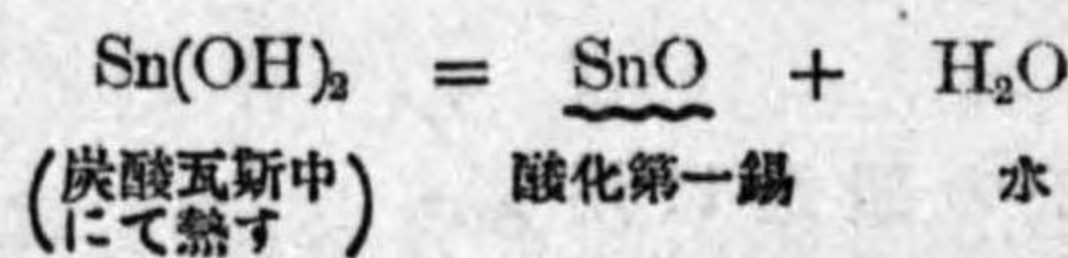 Sn(OH)₂ = SnO + H₂O
(炭酸瓦斯中にて熱す) 酸化第一錫 水